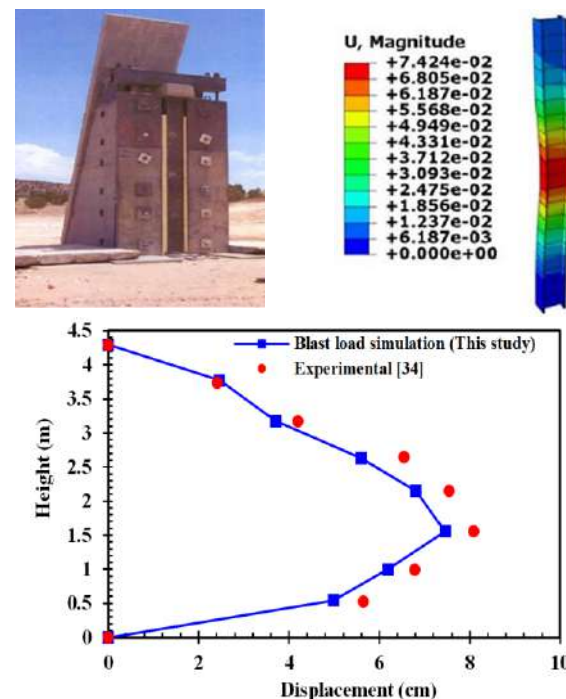 U, Magnitude
+7.424e-02
+6.805e-02
+6.187e-02
+5.568e-02
+4.949e-02
+4.331e-02
+3.712e-02
+3.093e-02
+2.475e-02
+1.856e-02
+1.237e-02
+6.187e-03
+0.000e+00
4.5
4
3.5
3
2.5
2
1.5
1
0.5
0
Height (m)
Blast load simulation (This study)
Experimental [34]
0 2 4 6 8 10
Displacement (cm)